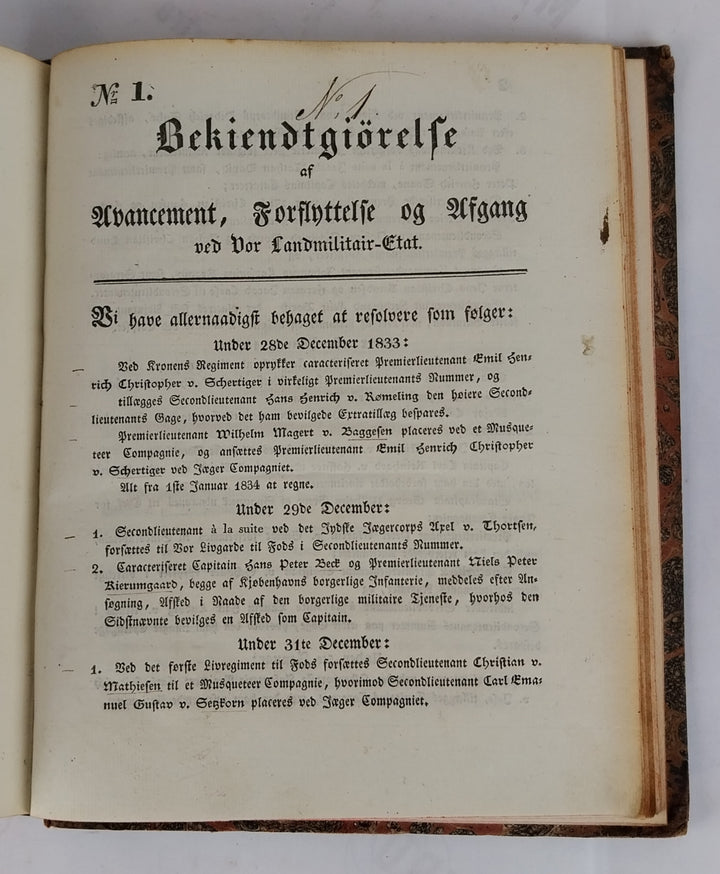 Nr 1.
No. 1.
Bekiendtgiörelse
af
Avancement, Forflyttelse og Afgang
ved Vor Landmilitair-Etat.
Vi have allernaadigst behaget at resolvere som følger:
Under 28de December 1833:
Ved Kronens Regiment oprykker caracteriseret Premierlieutenant Emil Hen-
rich Christopher v. Schertiger i virkeligt Premierlieutenants Nummer, og
tillægges Secondlieutenant Hans Henrich v. Rømeling den høiere Second-
lieutenants Gage, hvorved det ham bevilgede Extratillæg bespares.
Premierlieutenant Wilhelm Magert v. Baggesen placeres ved et Musque-
teer Compagnie, og ansættes Premierlieutenant Emil Henrich Christopher
v. Schertiger ved Jæger Compagniet.
Alt fra 1ste Januar 1834 at regne.
Under 29de December:
1. Secondlieutenant à la suite ved det Jydske Jægercorps Axel v. Thortsen,
forsættes til Vor Livgarde til Fods i Secondlieutenants Nummer.
2. Caracteriseret Capitain Hans Peter Beck og Premierlieutenant Niels Peter
Kierumgaard, begge af Kjøbenhavns borgerlige Infanterie, meddeles efter An-
søgning, Afsked i Naade af den borgerlige militaire Tjeneste, hvorhos den
Sidstnævnte bevilges en Afsked som Capitain.
Under 31te December:
1. Ved det første Livregiment til Fods forsættes Secondlieutenant Christian v.
Mathiesen til et Musqueteer Compagnie, hvorimod Secondlieutenant Carl Ema-
nuel Gustav v. Setzkorn placeres ved Jæger Compagniet.